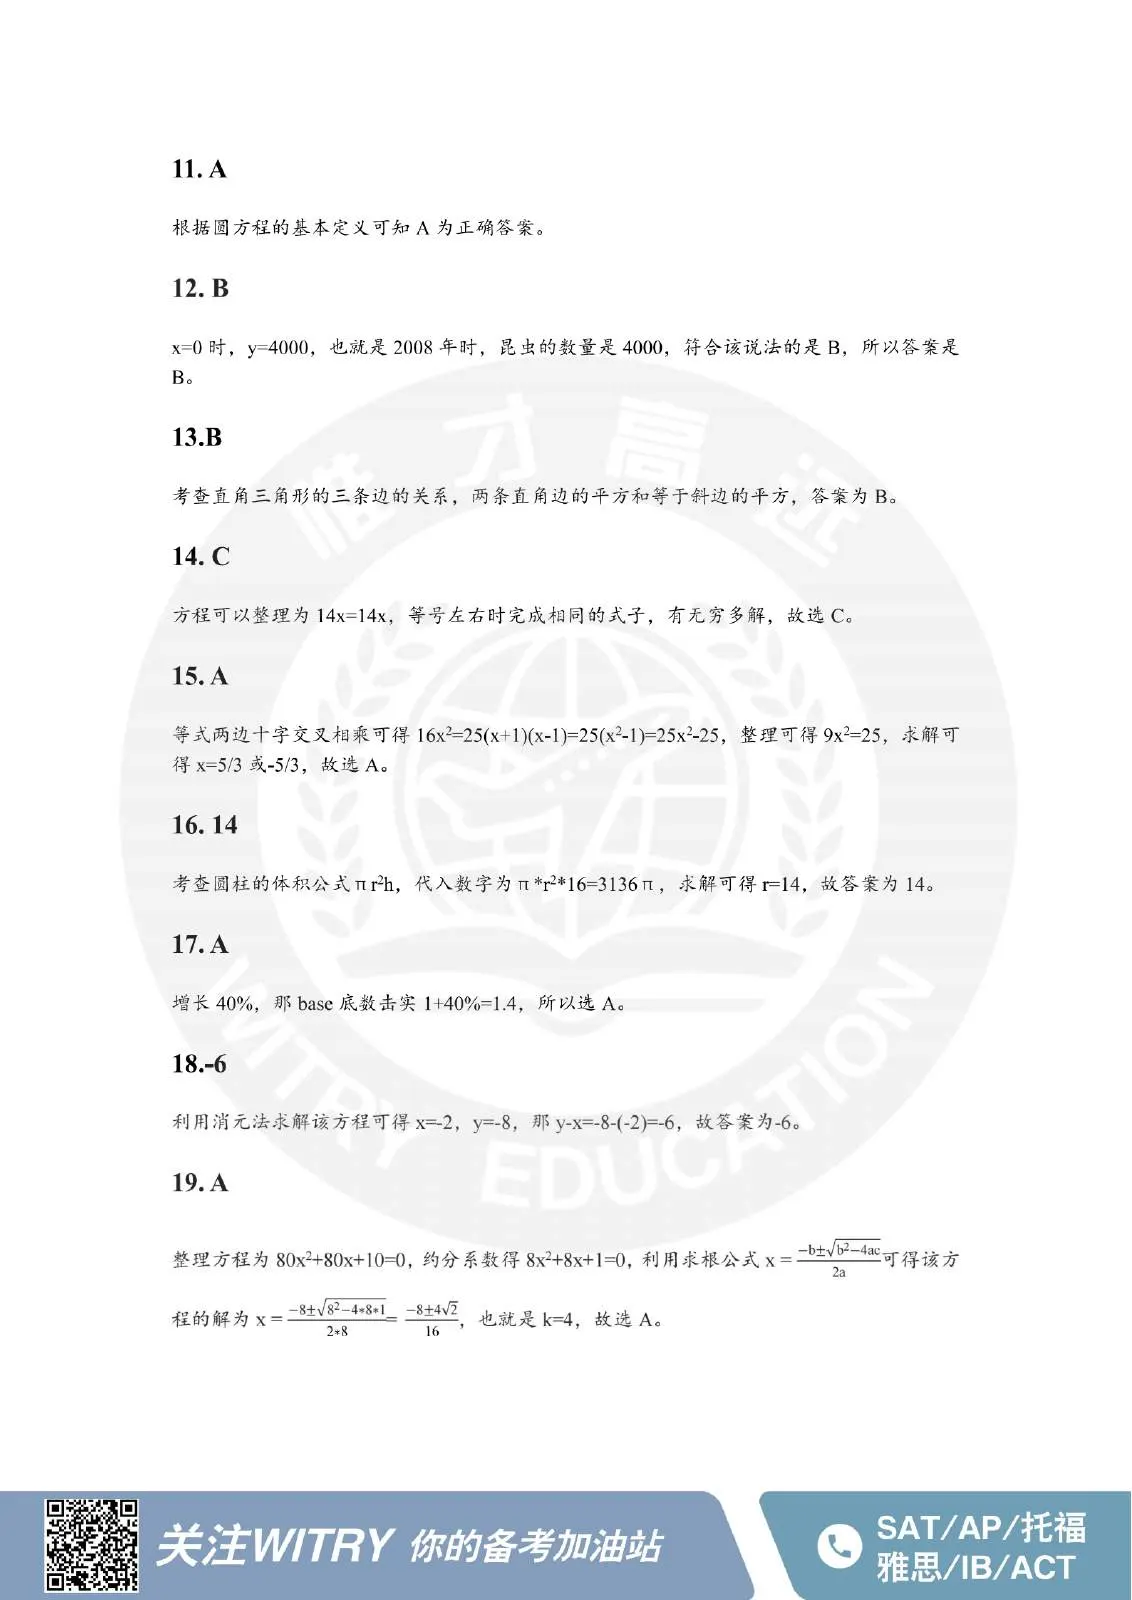 11. A
根据圆方程的基本定义可知 A 为正确答案。
12. B
x=0 时，y=4000，也就是 2008 年时，昆虫的数量是 4000，符合该说法的是 B，所以答案是
B。
13.B
考查直角三角形的三条边的关系，两条直角边的平方和等于斜边的平方，答案为 B。
14. C
方程可以整理为 14x=14x，等号左右时完成相同的式子，有无穷多解，故选 C。
15. A
等式两边十字交叉相乘可得 16x²=25(x+1)(x-1)=25(x²-1)=25x²-25，整理可得 9x²=25，求解可
得 x=5/3 或-5/3，故选 A。
16. 14
考查圆柱的体积公式πr²h，代入数字为π*r²*16=3136π，求解可得 r=14，故答案为 14。
17. A
增长 40%，那 base 底数击实 1+40%=1.4，所以选 A。
18.-6
利用消元法求解该方程可得 x=-2，y=-8，那 y-x=-8-(-2)=-6，故答案为-6。
19. A
整理方程为 80x²+80x+10=0，约分系数得 8x²+8x+1=0，利用求根公式 x = (−b±√(b²−4ac))/(2a) 可得该方
程的解为 x = (−8±√(8²−4*8*1))/(2*8) = (−8±4√2)/16，也就是 k=4，故选 A。
惟才高远
WITRY EDUCATION
关注WITRY 你的备考加油站
SAT/AP/托福
雅思/IB/ACT